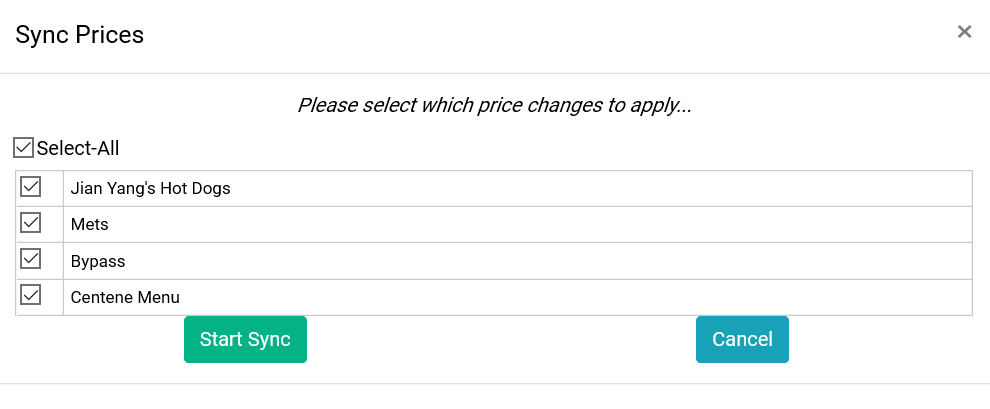 Sync Prices ×
Please select which price changes to apply...
Select-All
Jian Yang's Hot Dogs
Mets
Bypass
Centene Menu
Start Sync Cancel